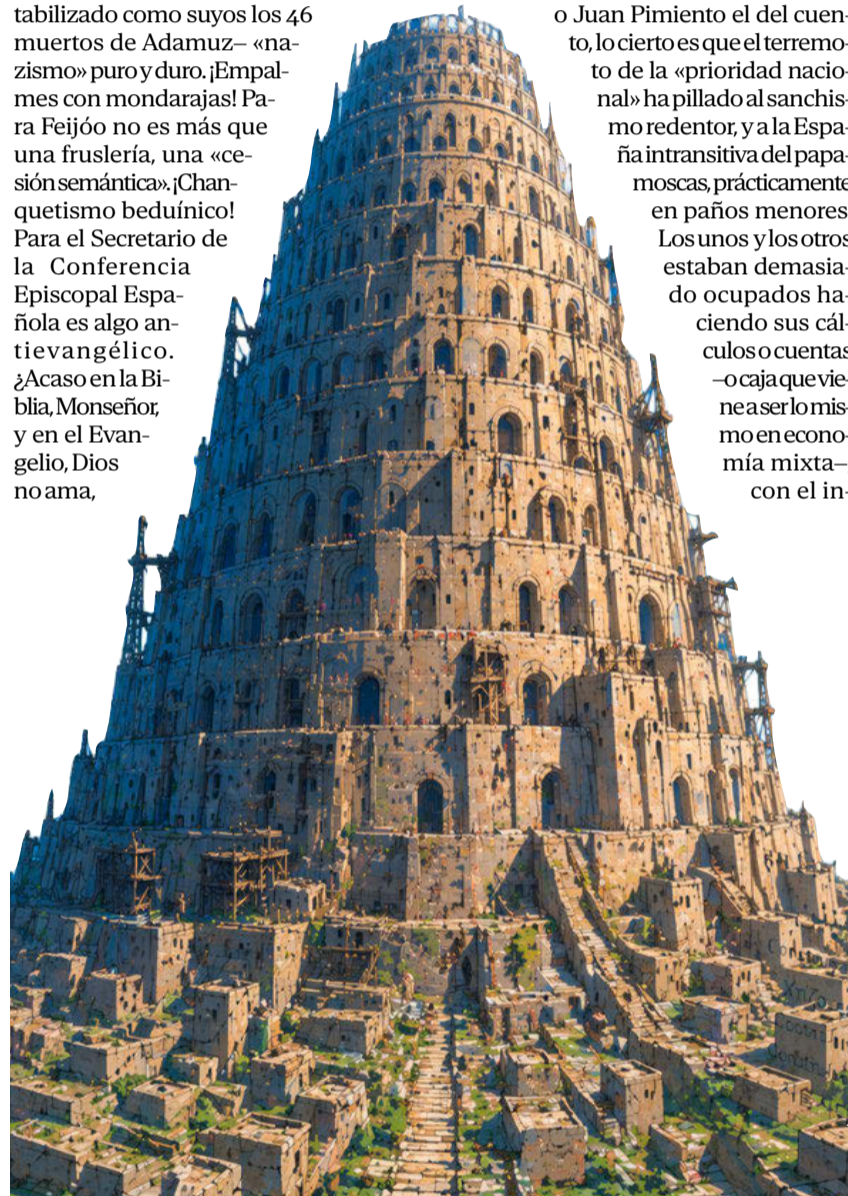 tabilizado como suyos los 46
muertos de Adamuz— «na-
zismo» puro y duro. ¡Empal-
mes con mondarajas! Pa-
ra Feijóo no es más que
una fruslería, una «ce-
sión semántica». ¡Chan-
quetismo beduínico!
Para el Secretario de
la Conferencia
Episcopal Espa-
ñola es algo an-
tievangélico.
¿Acaso en la Bi-
blia, Monseñor,
y en el Evan-
gelio, Dios
no ama,
o Juan Pimiento el del cuen-
to, lo cierto es que el terremo-
to de la «prioridad nacio-
nal» ha pillado al sanchis-
mo redentor, y a la Espa-
ña intransitiva del papa-
moscas, prácticamente
en paños menores
Los unos y los otros
estaban demasia-
do ocupados ha-
ciendo sus cál-
culos o cuentas
—o caja que vie-
ne a ser lo mis-
mo en econo-
mía mixta—
con el in-